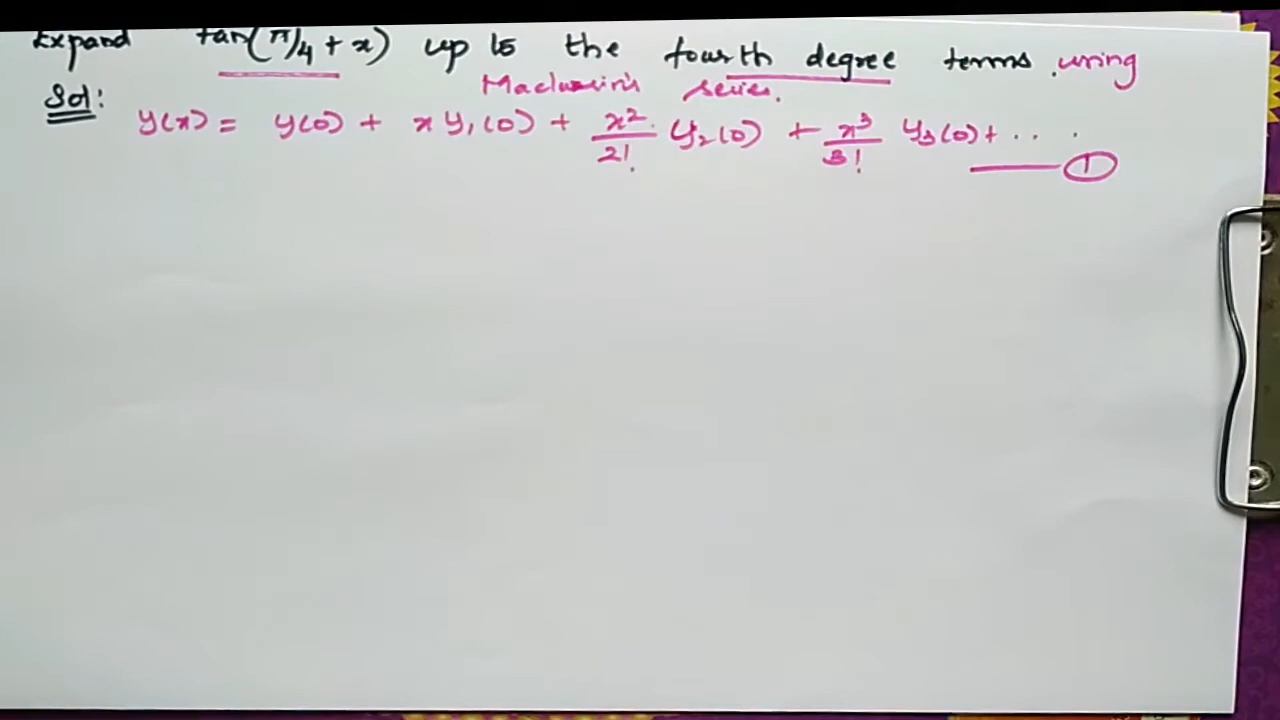 Expand tan(π/4 + x) up to the fourth degree terms using
Maclaurin's series.
Sol:
y(x) = y(0) + x y₁(0) + x²/2! y₂(0) + x³/3! y₃(0) + ... 
——— ①